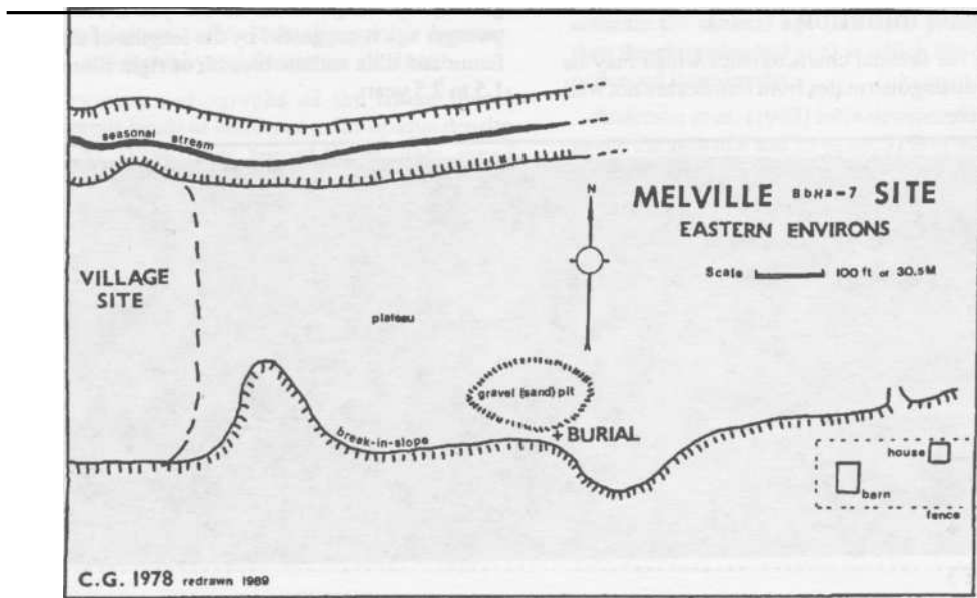 seasonal stream
N
MELVILLE BbHa-7 SITE
EASTERN ENVIRONS
Scale 100 ft or 30.5M
VILLAGE
SITE
plateau
gravel (sand) pit
BURIAL
break-in-slope
house
barn
fence
C.G. 1978 redrawn 1989